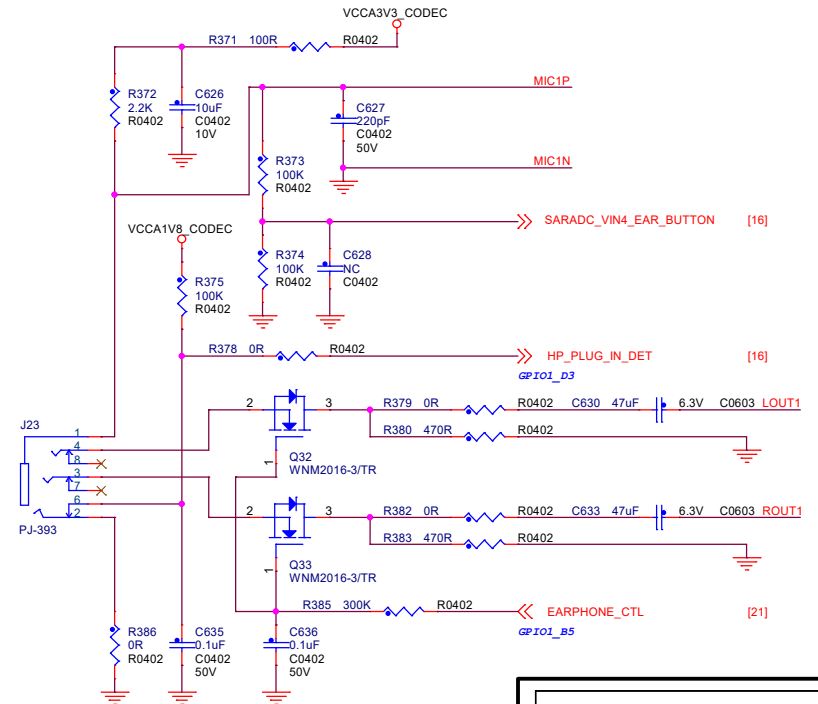 VCCA3V3_CODEC
R371 100R R0402
R372
2.2K
R0402
C626
10uF
C0402
10V
MIC1P
C627
220pF
C0402
50V
MIC1N
R373
100K
R0402
SARADC_VIN4_EAR_BUTTON [16]
VCCA1V8_CODEC
R374
100K
R0402
C628
NC
C0402
R375
100K
R0402
R378 0R R0402
HP_PLUG_IN_DET [16]
GPIO1_D3
2 3
1
Q32
WNM2016-3/TR
R379 0R R0402 C630 47uF 6.3V C0603 LOUT1
R380 470R R0402
J23
1
4
8
3
7
6
2
PJ-393
2 3
1
Q33
WNM2016-3/TR
R382 0R R0402 C633 47uF 6.3V C0603 ROUT1
R383 470R R0402
R385 300K R0402
EARPHONE_CTL [21]
GPIO1_B5
R386
0R
R0402
C635
0.1uF
C0402
50V
C636
0.1uF
C0402
50V